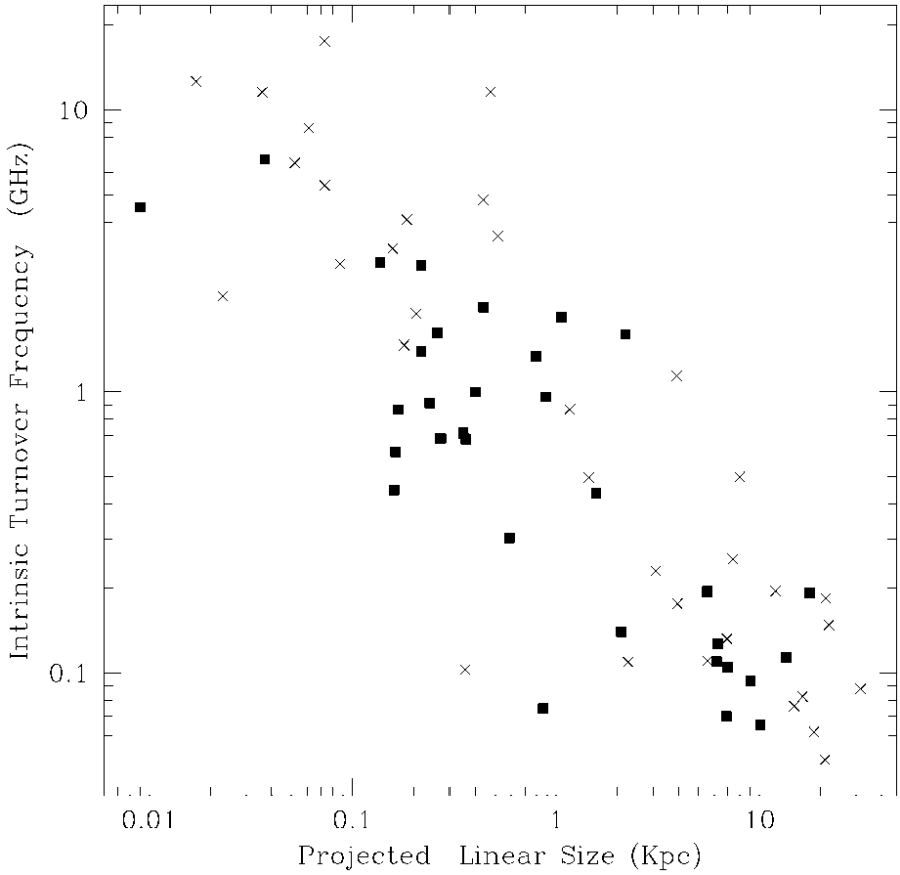 10
1
0.1
Intrinsic Turnover Frequency (GHz)
0.01 0.1 1 10
Projected Linear Size (Kpc)